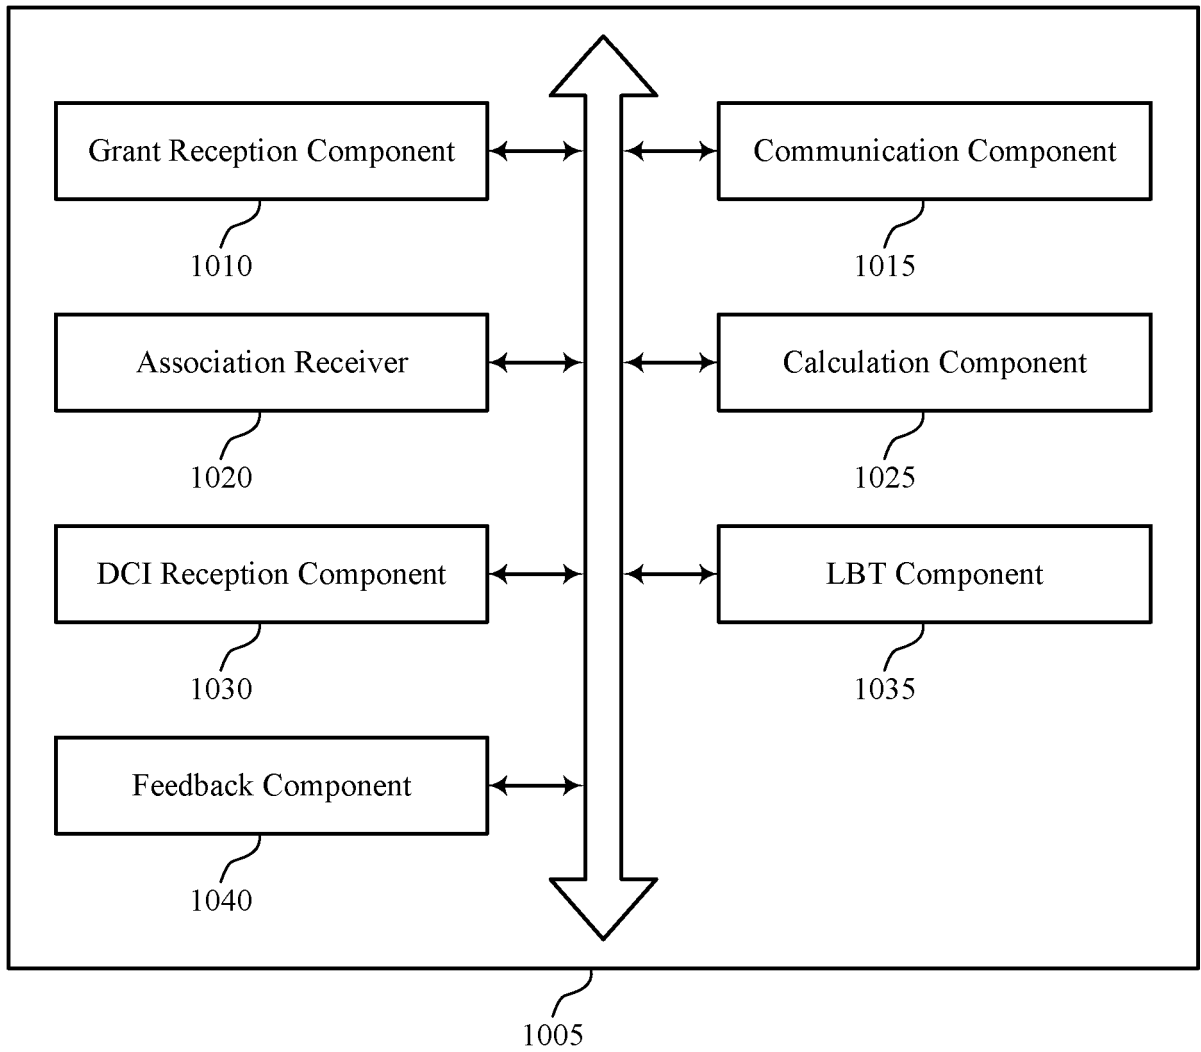 Grant Reception Component
Communication Component
1010
1015
Association Receiver
Calculation Component
1020
1025
DCI Reception Component
LBT Component
1030
1035
Feedback Component
1040
1005